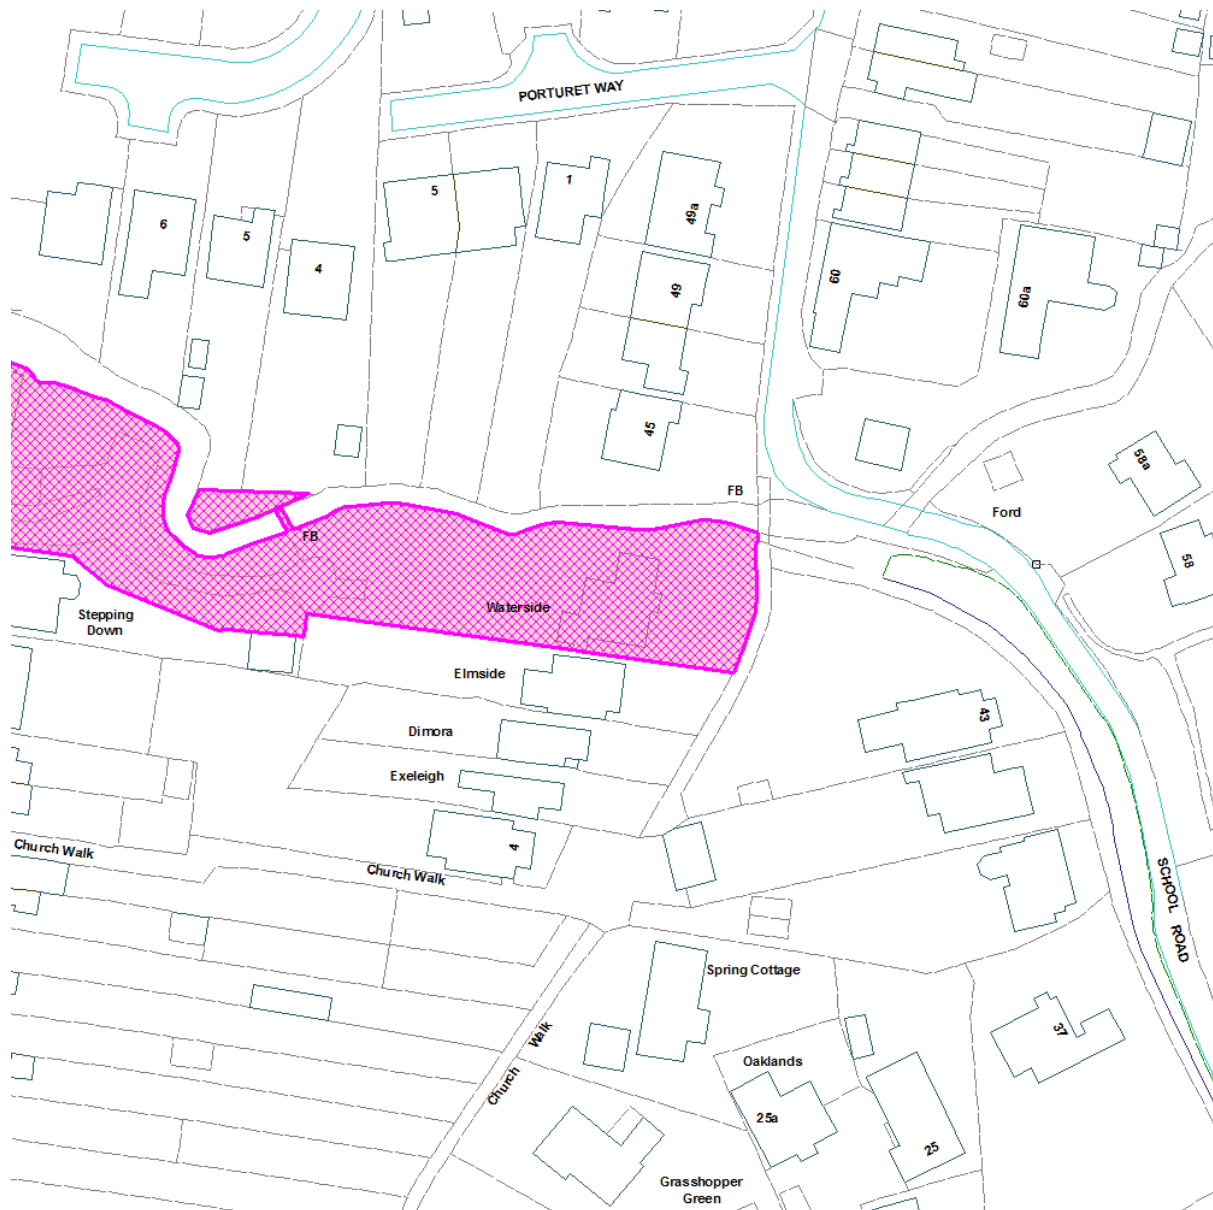 PORTURET WAY
5
1
6
5
4
49a
49
60
60a
45
58a
FB
Ford
FB
58
Waterside
Stepping
Down
Elmside
43
Dimora
Exeleigh
4
Church Walk
Church Walk
SCHOOL ROAD
Spring Cottage
Church Walk
37
Oaklands
25a
25
Grasshopper
Green